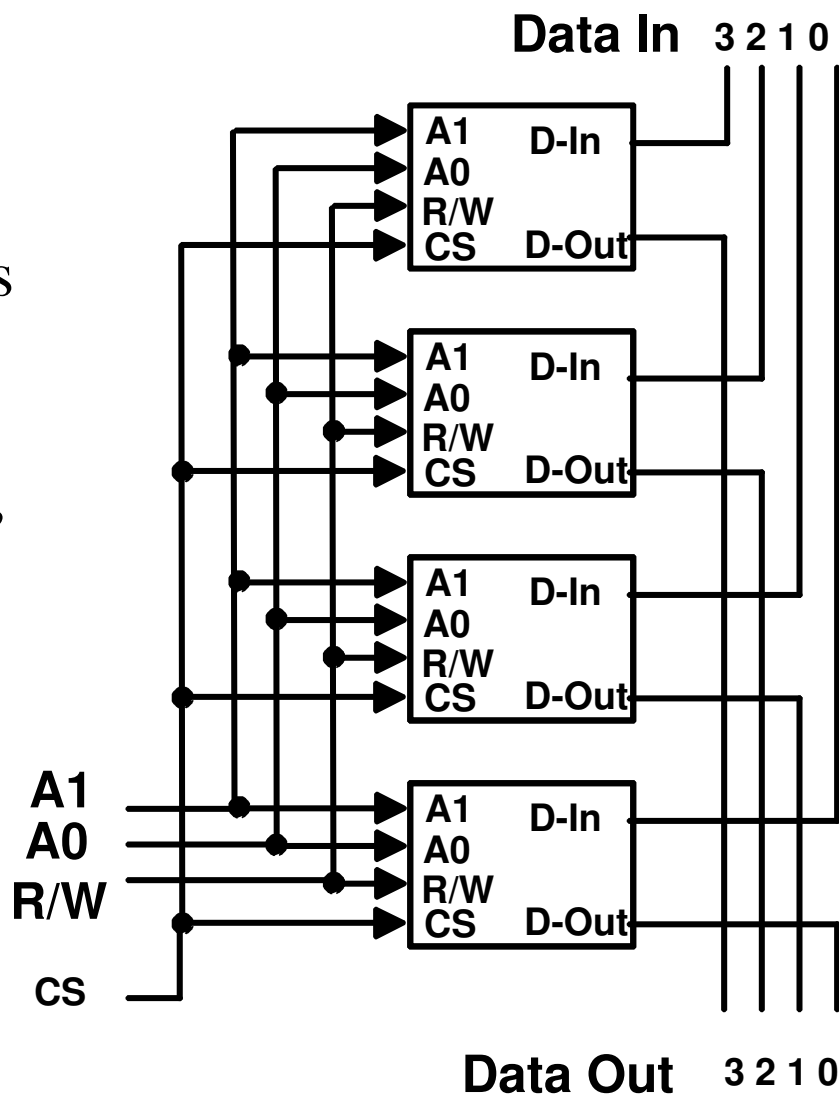 Data In 3 2 1 0
A1 D-In
A0
R/W
CS D-Out
s
A1 D-In
A0
R/W
CS D-Out
,
A1 D-In
A0
R/W
CS D-Out
A1
A0
R/W
CS
A1 D-In
A0
R/W
CS D-Out
Data Out 3 2 1 0